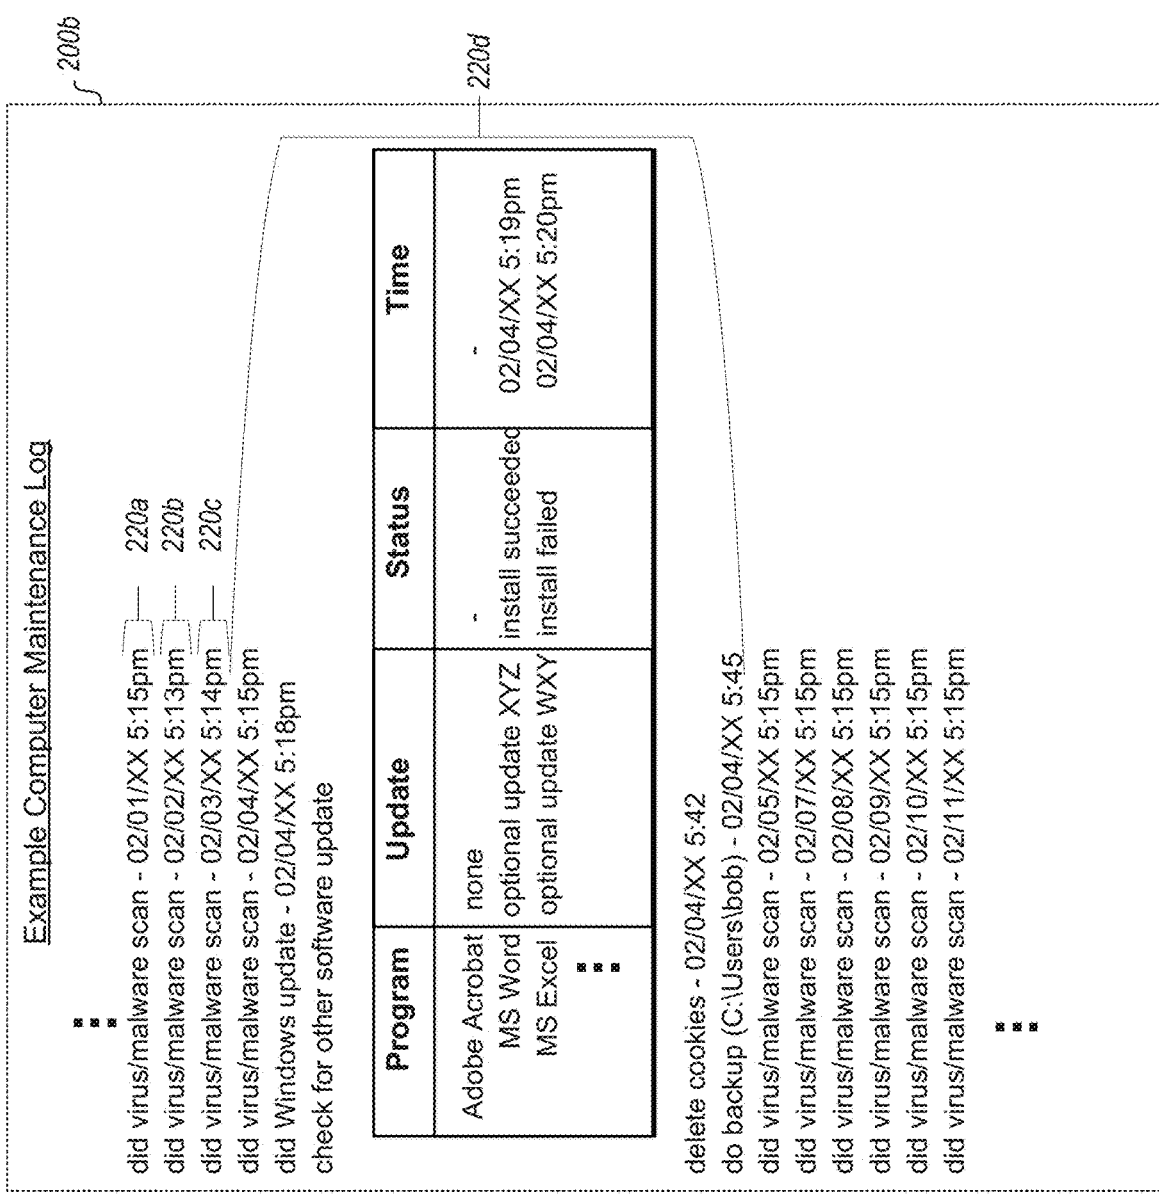 200b
Example Computer Maintenance Log
did virus/malware scan - 02/01/XX 5:15pm 220a
did virus/malware scan - 02/02/XX 5:13pm 220b
did virus/malware scan - 02/03/XX 5:14pm 220c
did virus/malware scan - 02/04/XX 5:15pm
did Windows update - 02/04/XX 5:18pm
check for other software update
220d
Program Update Status Time
Adobe Acrobat none - -
MS Word optional update XYZ install succeeded 02/04/XX 5:19pm
MS Excel optional update WXY install failed 02/04/XX 5:20pm
delete cookies - 02/04/XX 5:42
do backup (C:\Users\bob) - 02/04/XX 5:45
did virus/malware scan - 02/05/XX 5:15pm
did virus/malware scan - 02/07/XX 5:15pm
did virus/malware scan - 02/08/XX 5:15pm
did virus/malware scan - 02/09/XX 5:15pm
did virus/malware scan - 02/10/XX 5:15pm
did virus/malware scan - 02/11/XX 5:15pm